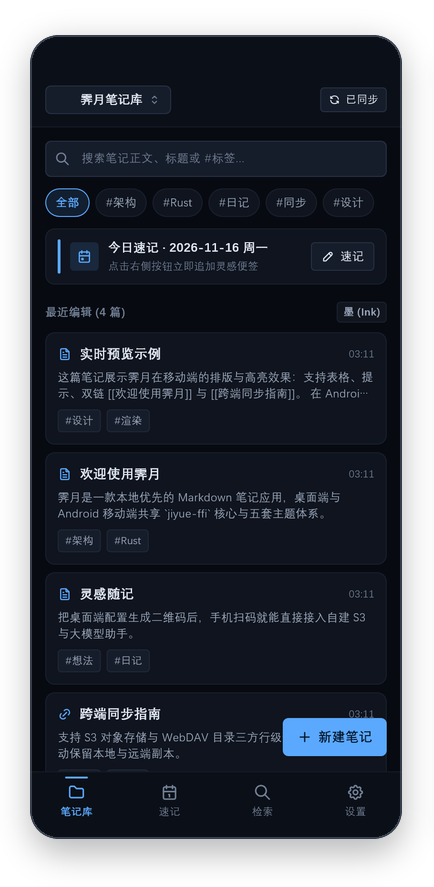 霁月笔记库
已同步
搜索笔记正文、标题或 #标签...
全部 #架构 #Rust #日记 #同步 #设计
今日速记 · 2026-11-16 周一
点击右侧按钮立即追加灵感便签
速记
最近编辑 (4 篇)
墨 (Ink)
实时预览示例 03:11
这篇笔记展示霁月在移动端的排版与高亮效果：支持表格、提
示、双链 [[欢迎使用霁月]] 与 [[跨端同步指南]]。 在 Androi…
#设计 #渲染
欢迎使用霁月 03:11
霁月是一款本地优先的 Markdown 笔记应用，桌面端与
Android 移动端共享 `jiyue-ffi` 核心与五套主题体系。
#架构 #Rust
灵感随记 03:11
把桌面端配置生成二维码后，手机扫码就能直接接入自建 S3
与大模型助手。
#想法 #日记
跨端同步指南 03:11
支持 S3 对象存储与 WebDAV 目录三方行级
动保留本地与远端副本。
新建笔记
笔记库 速记 检索 设置